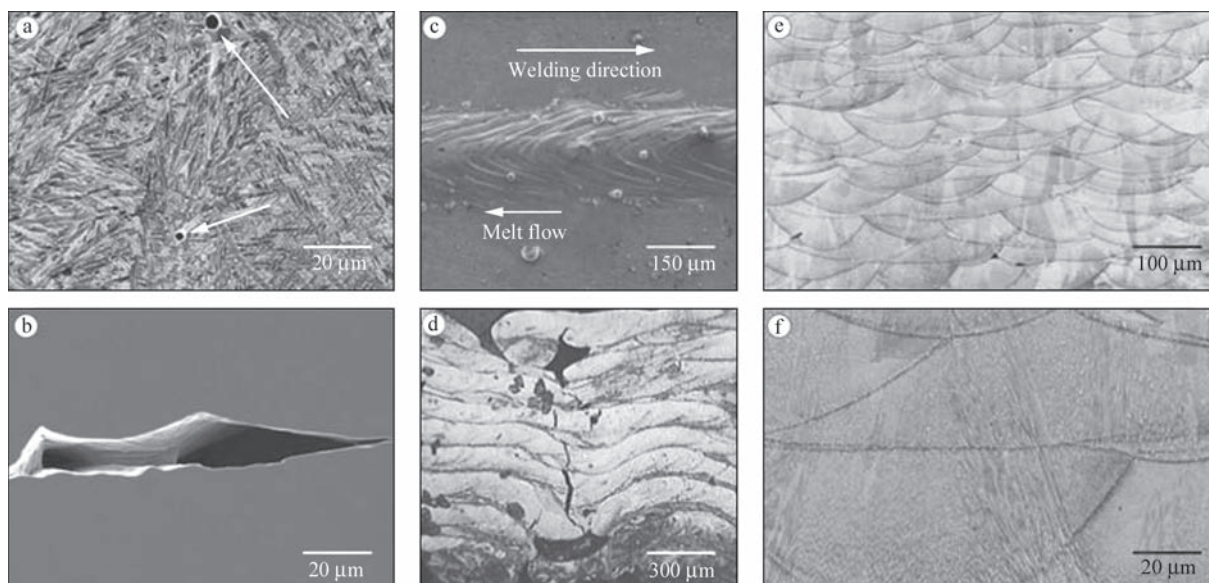 a
20 μm
b
20 μm
c
Welding direction
Melt flow
150 μm
d
300 μm
e
100 μm
f
20 μm